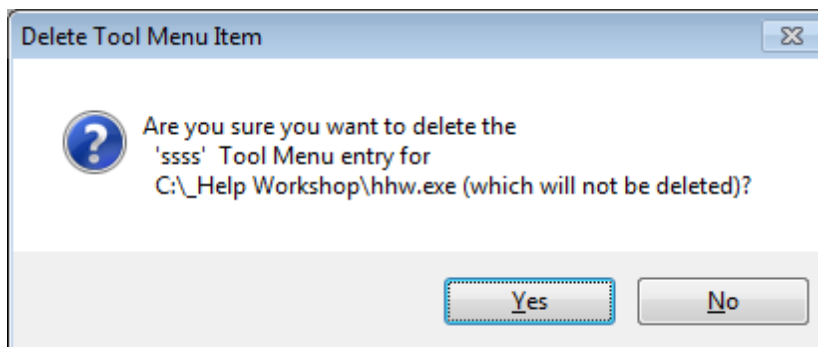 Delete Tool Menu Item
Are you sure you want to delete the
'ssss' Tool Menu entry for
C:\_Help Workshop\hhw.exe (which will not be deleted)?
Yes
No